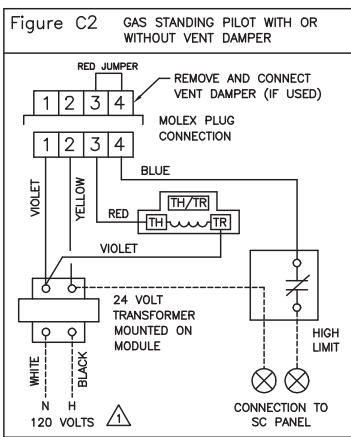 Figure C2
GAS STANDING PILOT WITH OR
WITHOUT VENT DAMPER
RED JUMPER
REMOVE AND CONNECT
VENT DAMPER (IF USED)
1 2 3 4
MOLEX PLUG
CONNECTION
1 2 3 4
BLUE
VIOLET
YELLOW
RED
TH/TR
TH
TR
VIOLET
24 VOLT
TRANSFORMER
MOUNTED ON
MODULE
HIGH
LIMIT
WHITE
BLACK
N H
120 VOLTS
1
CONNECTION TO
SC PANEL